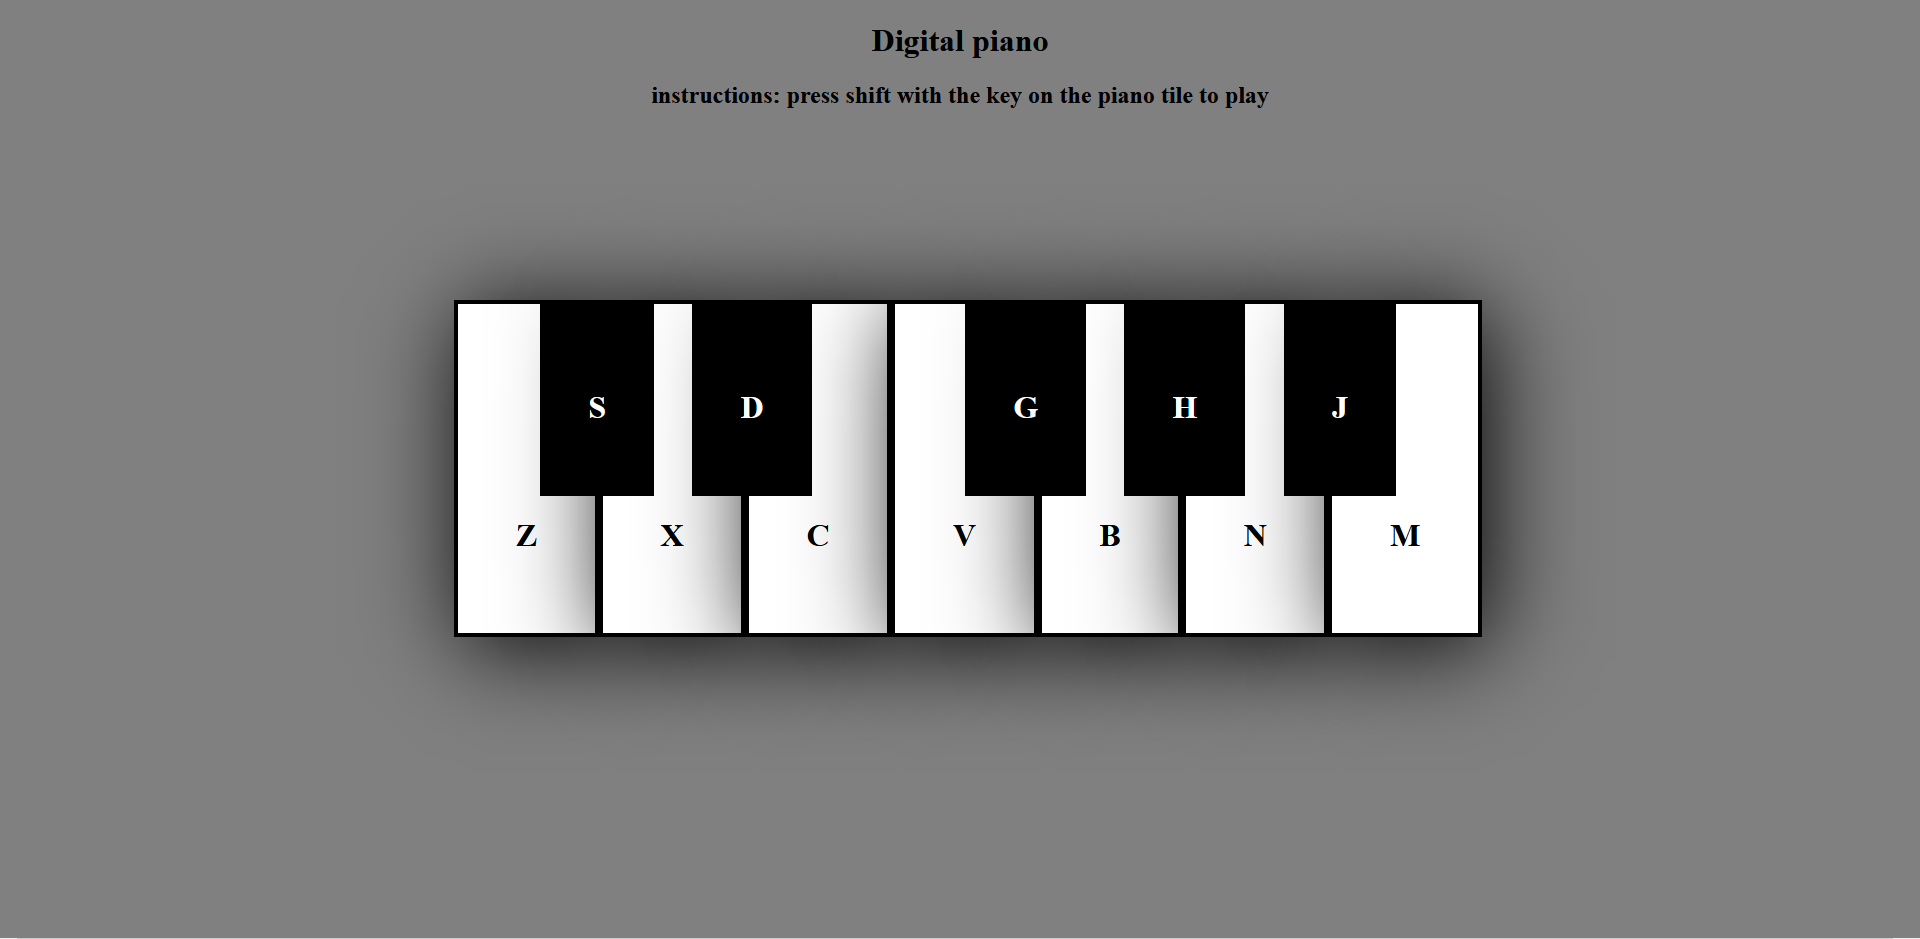 Digital piano
instructions: press shift with the key on the piano tile to play
S D G H J
Z X C V B N M